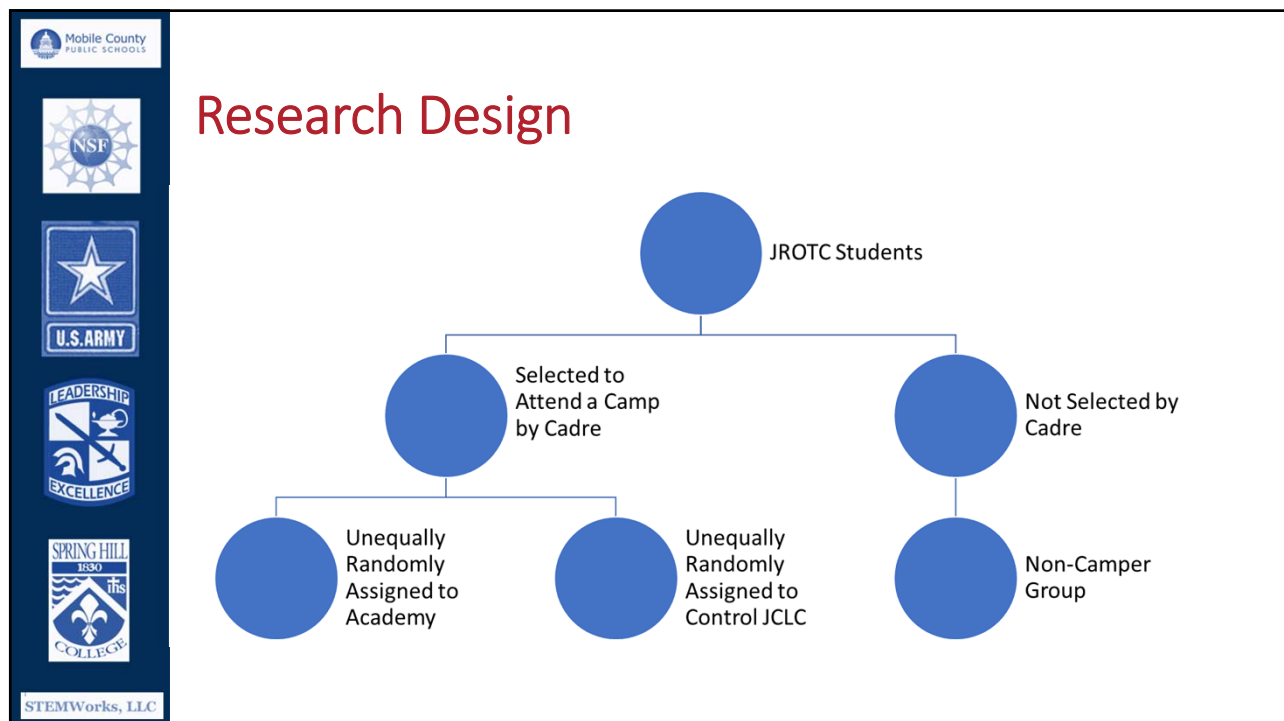 Mobile County
PUBLIC SCHOOLS
NSF
U.S.ARMY
LEADERSHIP
EXCELLENCE
SPRING HILL
1830
ihs
COLLEGE
STEMWorks, LLC
Research Design
JROTC Students
Selected to
Attend a Camp
by Cadre
Not Selected by
Cadre
Unequally
Randomly
Assigned to
Academy
Unequally
Randomly
Assigned to
Control JCLC
Non-Camper
Group